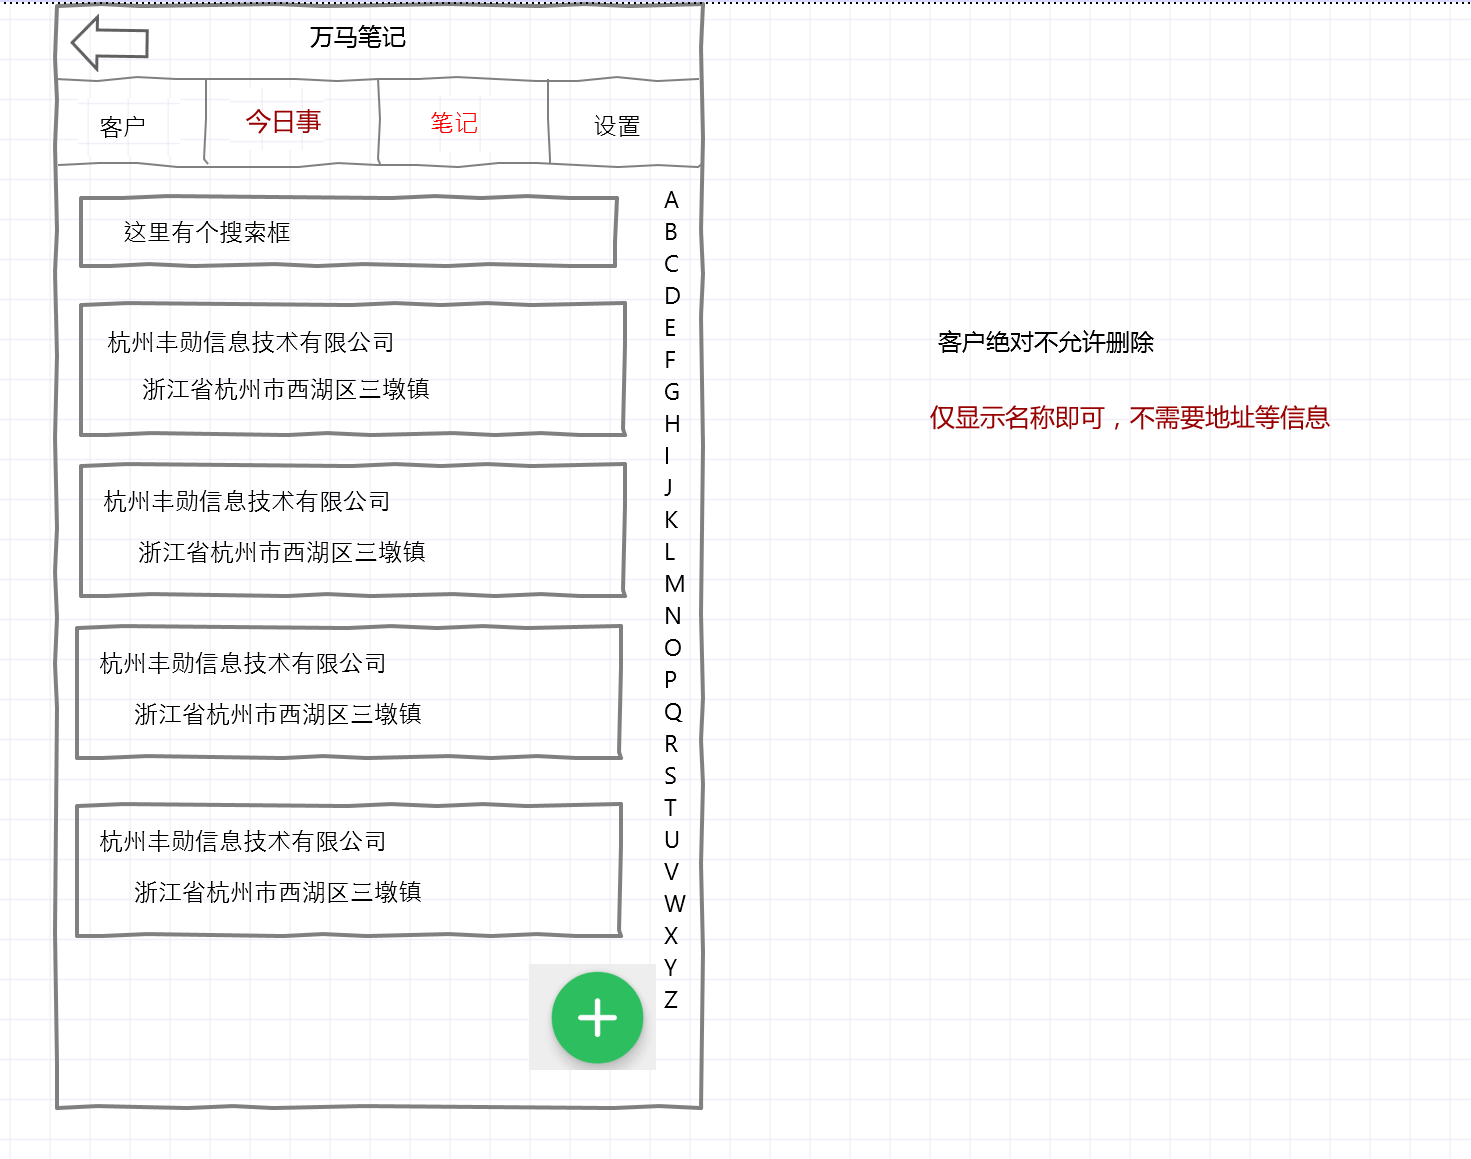 万马笔记
客户
今日事
笔记
设置
这里有个搜索框
杭州丰勋信息技术有限公司
浙江省杭州市西湖区三墩镇
杭州丰勋信息技术有限公司
浙江省杭州市西湖区三墩镇
杭州丰勋信息技术有限公司
浙江省杭州市西湖区三墩镇
杭州丰勋信息技术有限公司
浙江省杭州市西湖区三墩镇
A
B
C
D
E
F
G
H
I
J
K
L
M
N
O
P
Q
R
S
T
U
V
W
X
Y
Z
客户绝对不允许删除
仅显示名称即可，不需要地址等信息